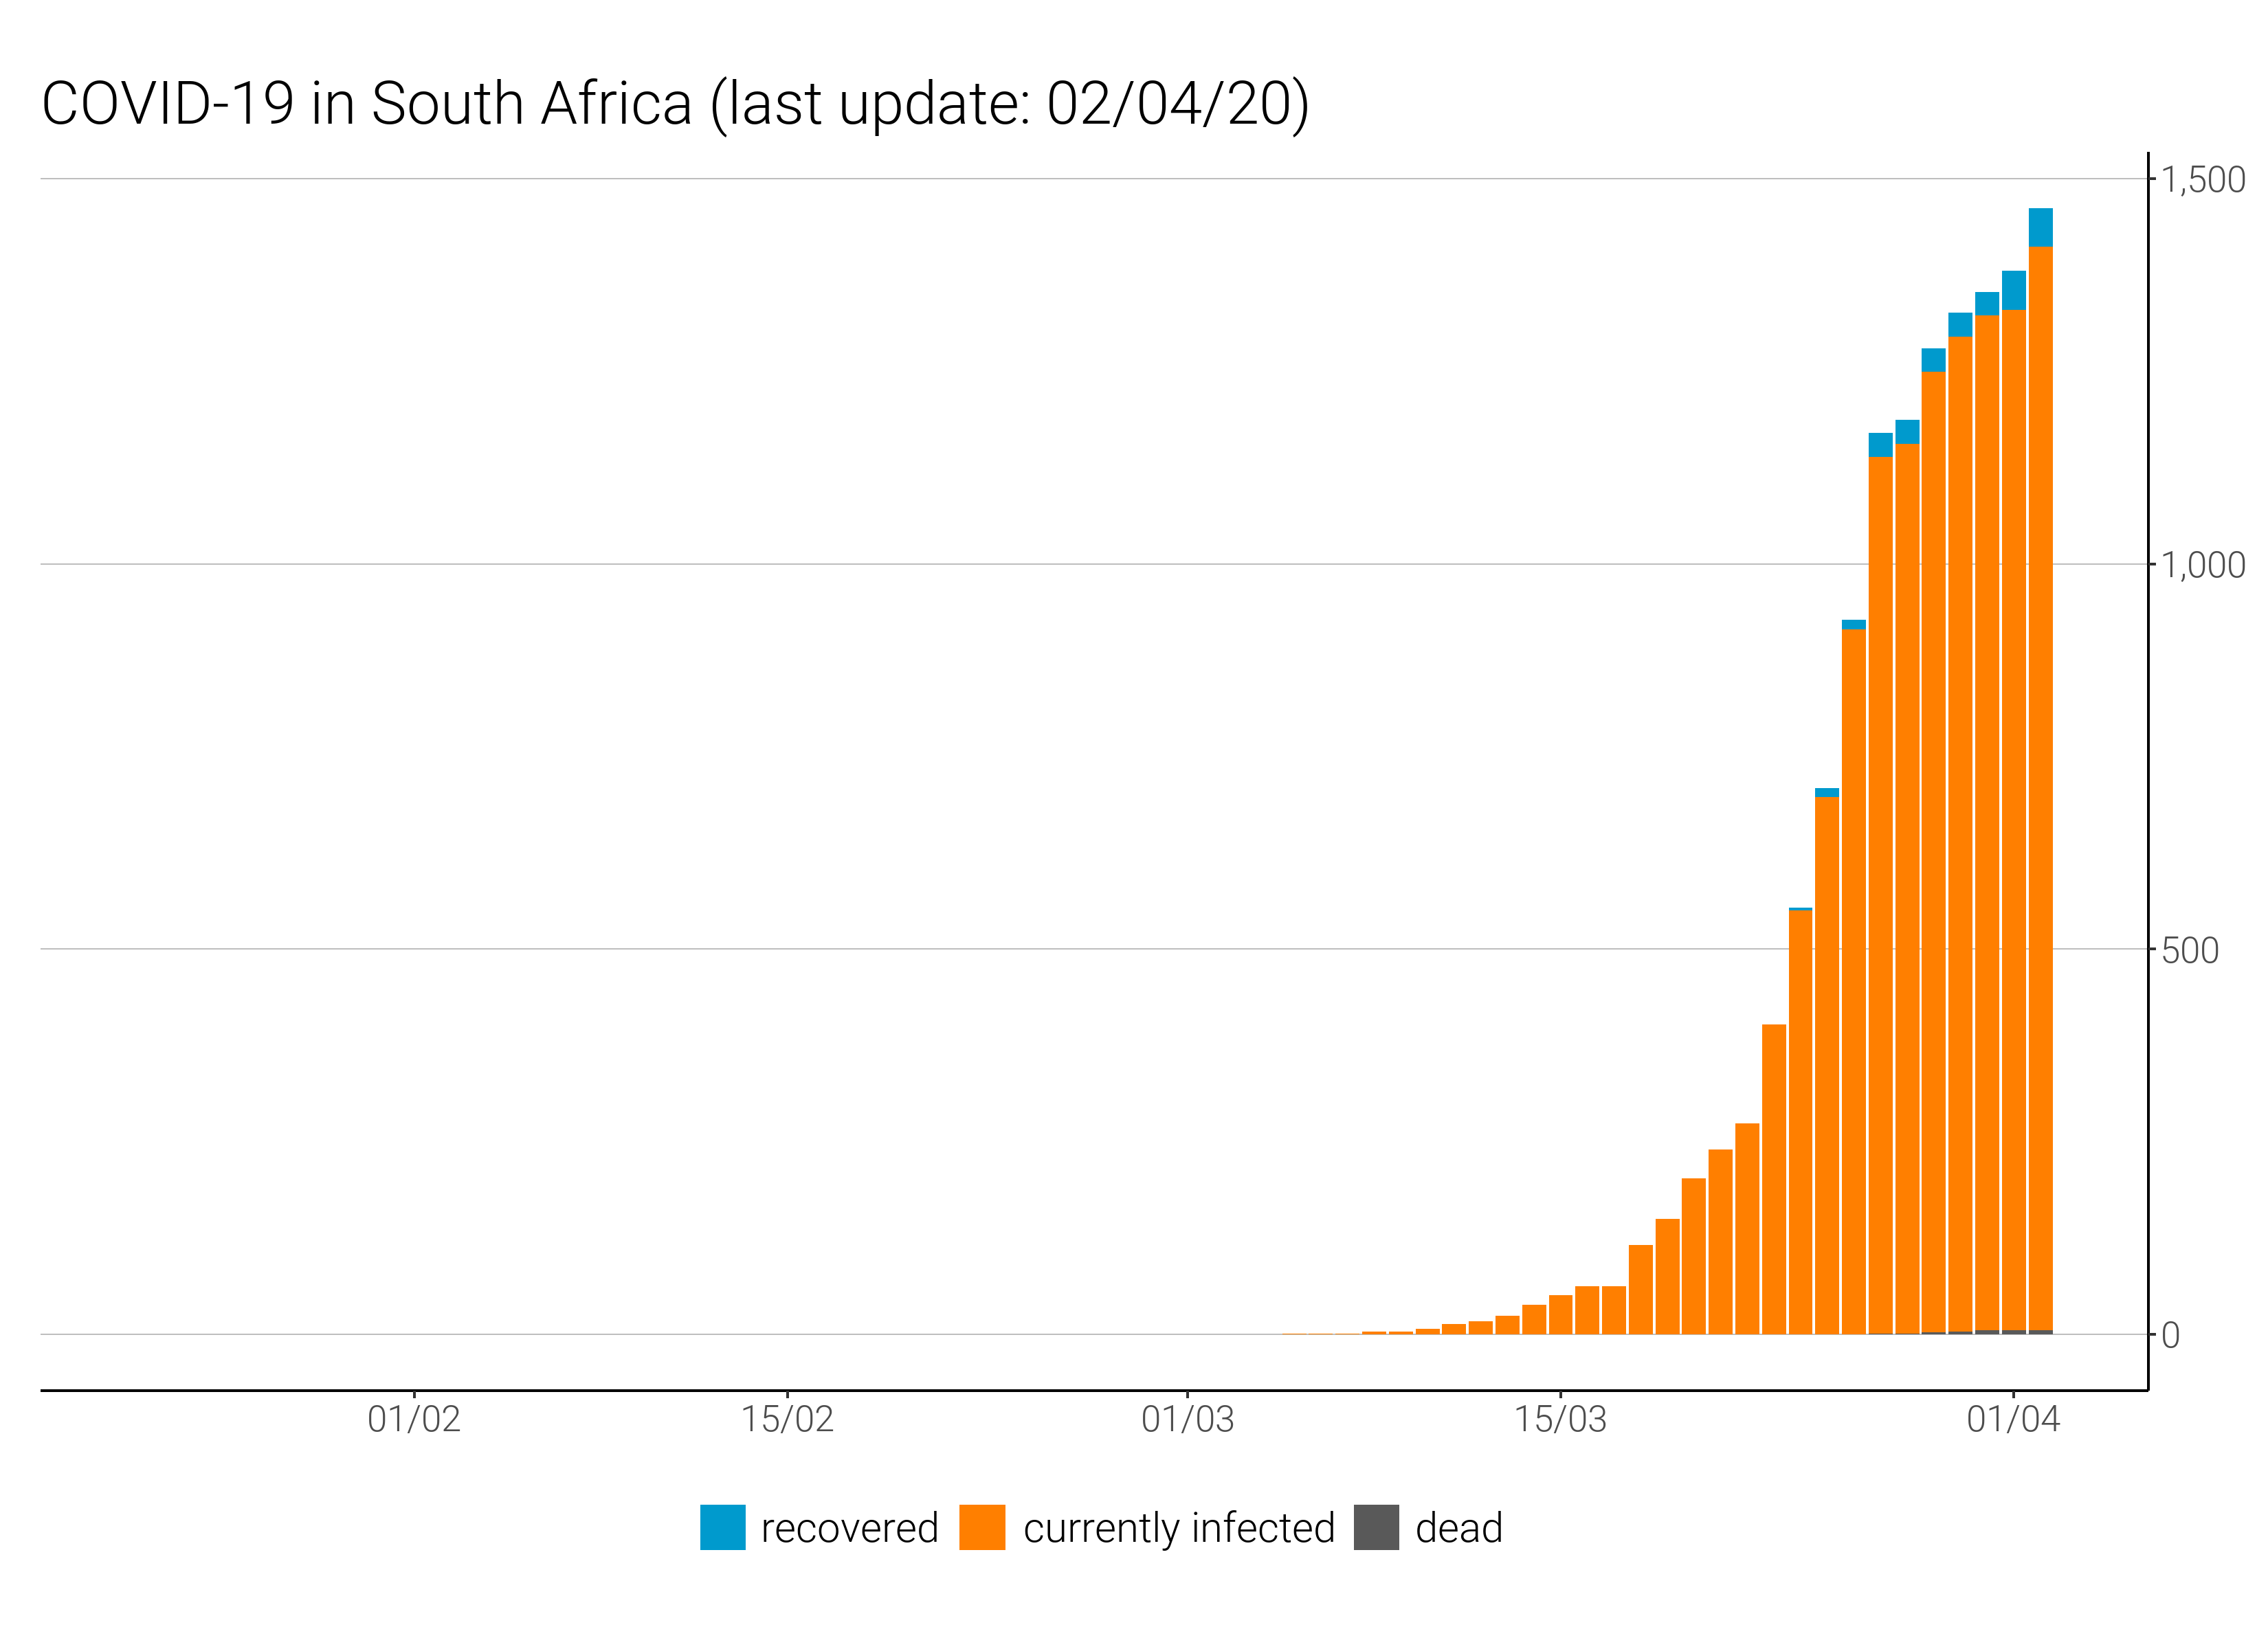 COVID-19 in South Africa (last update: 02/04/20)
1,500
1,000
500
0
01/02 15/02 01/03 15/03 01/04
recovered currently infected dead